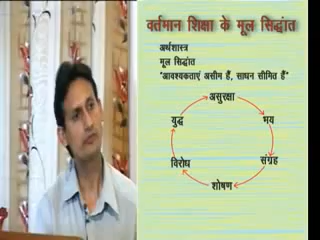 वर्तमान शिक्षा के मूल सिद्धांत
अर्थशास्त्र
मूल सिद्धांत
"आवश्यकताएं असीम हैं, साधन सीमित हैं"
असुरक्षा
भय
संग्रह
शोषण
विरोध
युद्ध